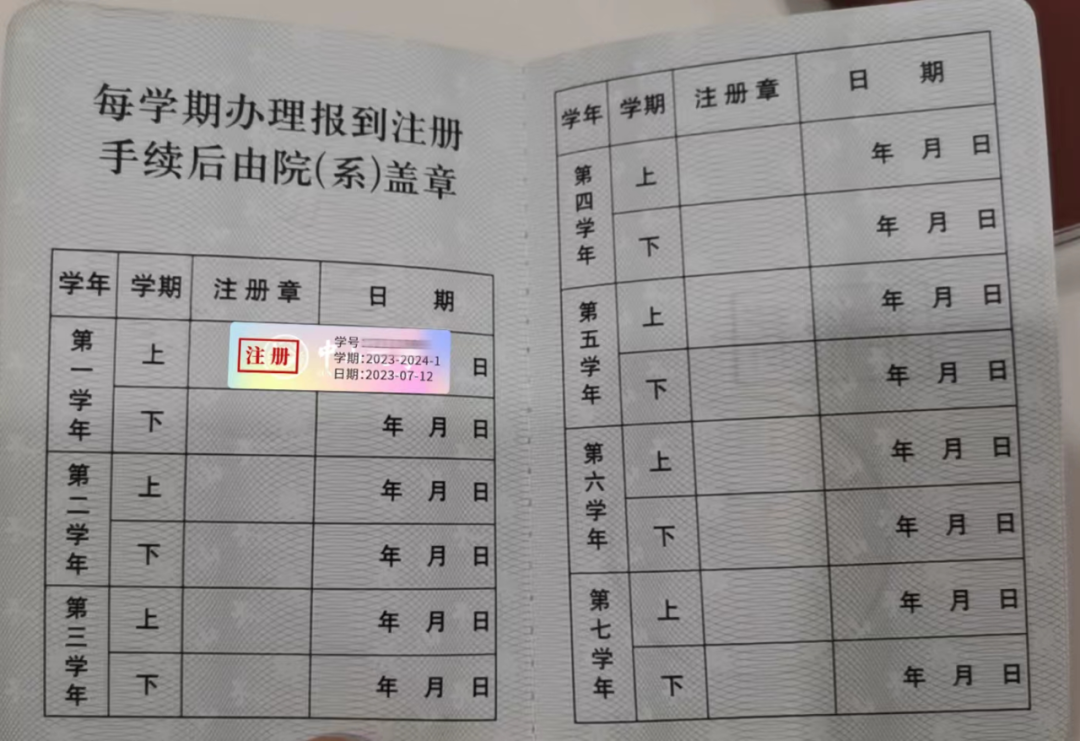 每学期办理报到注册
手续后由院(系)盖章
学年 学期 注册章 日 期
第一学年 上 注册 中 学号: 日
学期:2023-2024-1
日期:2023-07-12
下 年 月 日
第二学年 上 年 月 日
下 年 月 日
第三学年 上 年 月 日
下 年 月 日
学年 学期 注册章 日 期
第四学年 上 年 月 日
下 年 月 日
第五学年 上 年 月 日
下 年 月 日
第六学年 上 年 月 日
下 年 月 日
第七学年 上 年 月 日
下 年 月 日